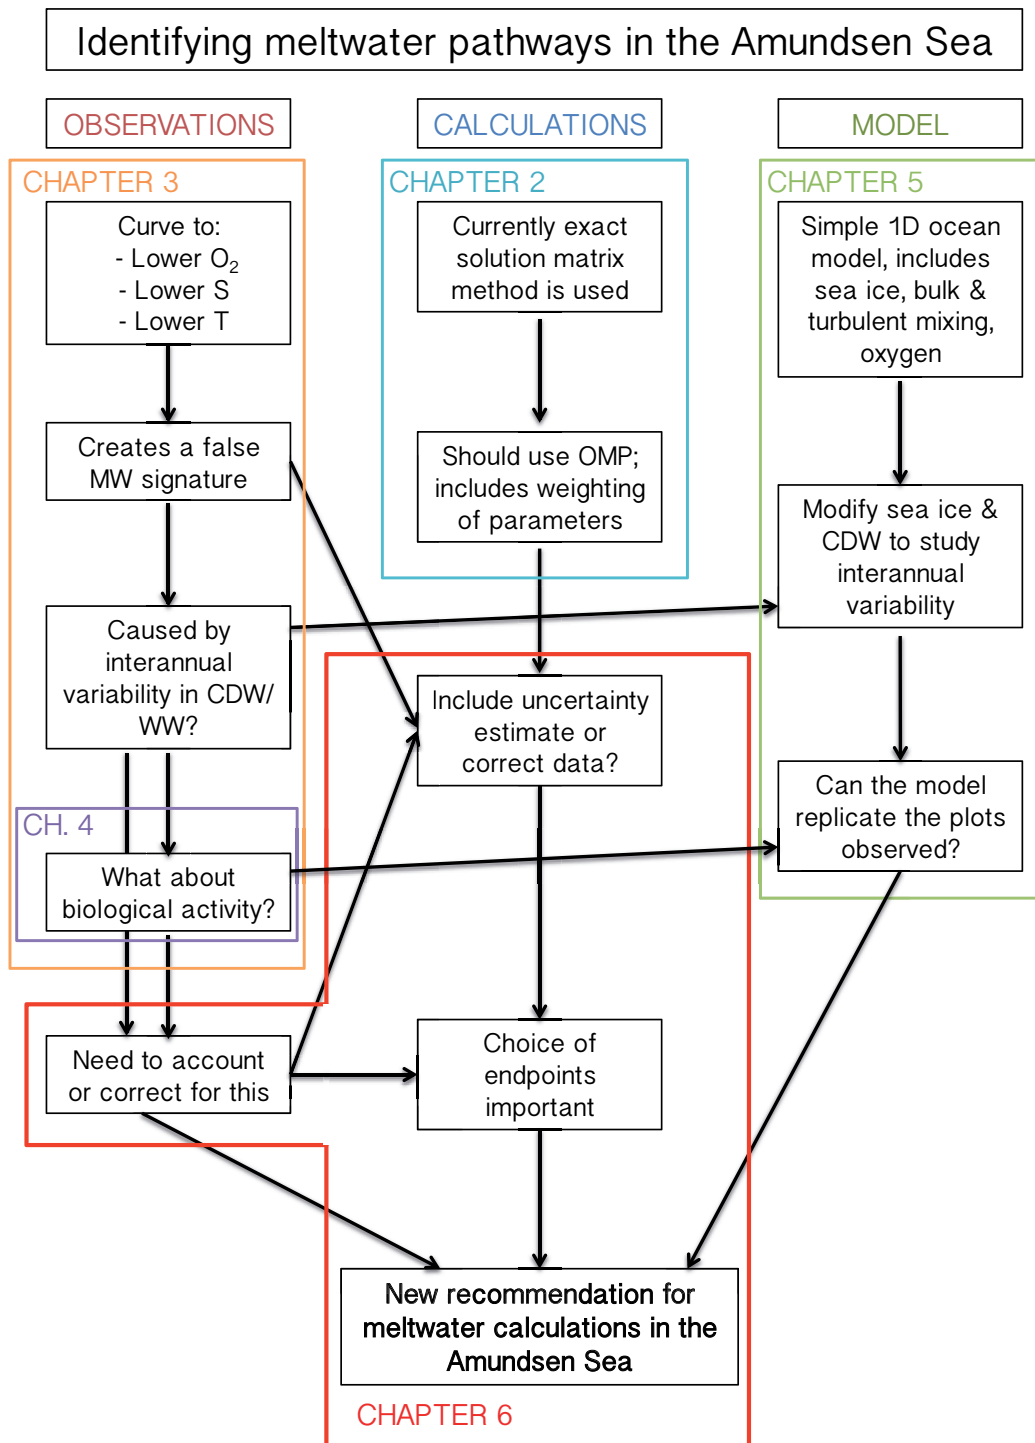 Identifying meltwater pathways in the Amundsen Sea
OBSERVATIONS
CALCULATIONS
MODEL
CHAPTER 3
Curve to:
- Lower O₂
- Lower S
- Lower T
Creates a false
MW signature
Caused by
interannual
variability in CDW/
WW?
CH. 4
What about
biological activity?
Need to account
or correct for this
CHAPTER 2
Currently exact
solution matrix
method is used
Should use OMP;
includes weighting
of parameters
Include uncertainty
estimate or
correct data?
Choice of
endpoints
important
New recommendation for
meltwater calculations in the
Amundsen Sea
CHAPTER 6
CHAPTER 5
Simple 1D ocean
model, includes
sea ice, bulk &
turbulent mixing,
oxygen
Modify sea ice &
CDW to study
interannual
variability
Can the model
replicate the plots
observed?